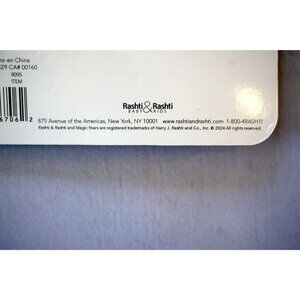 no en China
529 CA# 00160
9095
ITEM
6706 2
Rashti & Rashti
BABY & KIDS
875 Avenue of the Americas, New York, NY 10001 www.rashtiandrashti.com 1-800-4RASHTI
Rashti & Rashti and Magic Years are registered trademarks of Harry J. Rashti and Co., Inc. © 2024 All rights reserved.